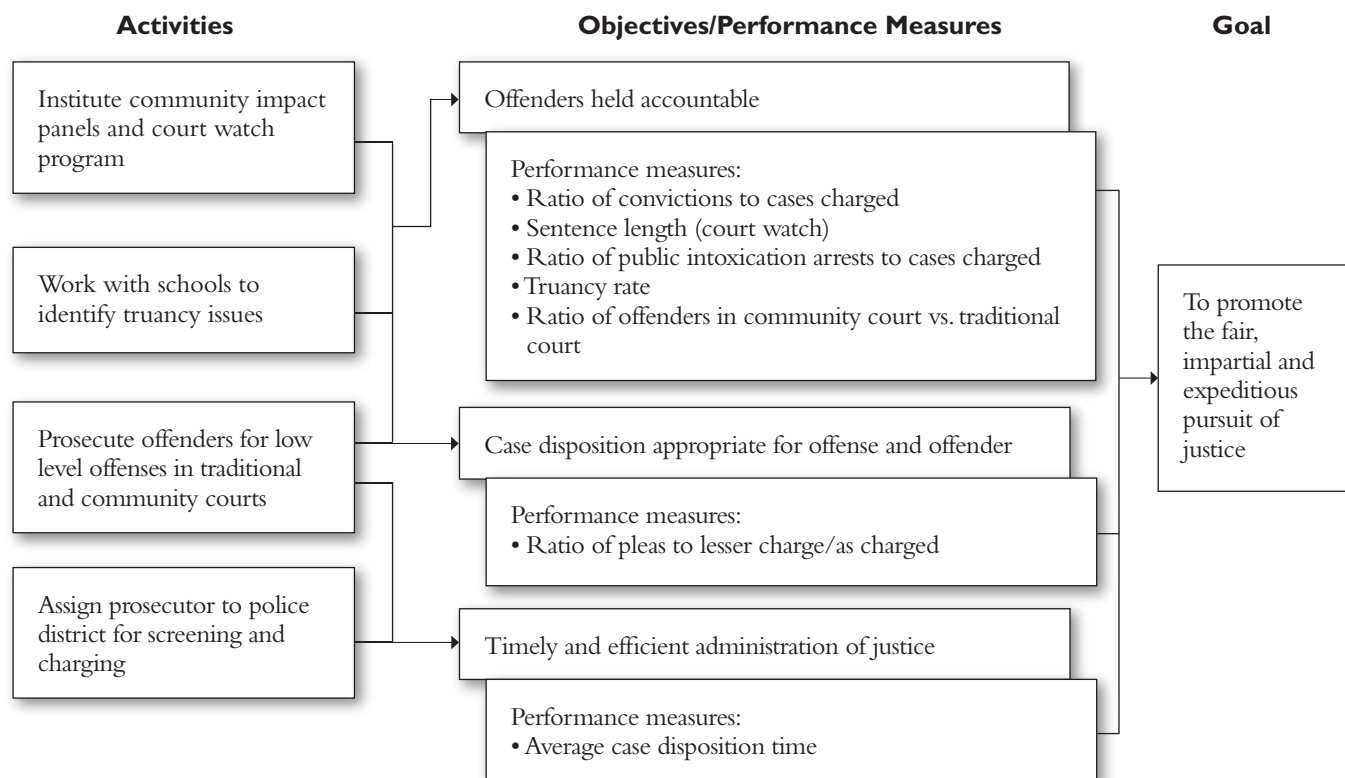 Activities
Objectives/Performance Measures
Goal
Institute community impact
panels and court watch
program
Work with schools to
identify truancy issues
Prosecute offenders for low
level offenses in traditional
and community courts
Assign prosecutor to police
district for screening and
charging
Offenders held accountable
Performance measures:
• Ratio of convictions to cases charged
• Sentence length (court watch)
• Ratio of public intoxication arrests to cases charged
• Truancy rate
• Ratio of offenders in community court vs. traditional
court
Case disposition appropriate for offense and offender
Performance measures:
• Ratio of pleas to lesser charge/as charged
Timely and efficient administration of justice
Performance measures:
• Average case disposition time
To promote
the fair,
impartial and
expeditious
pursuit of
justice